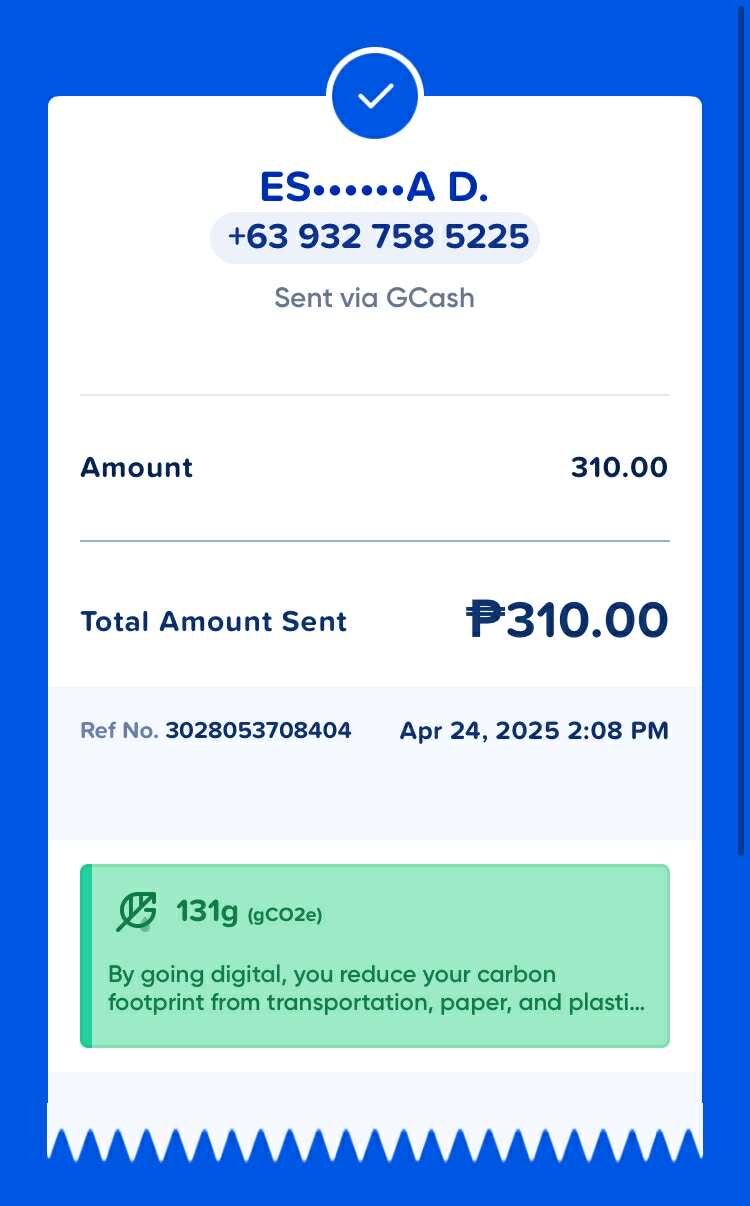 ES••••••A D.
+63 932 758 5225
Sent via GCash
Amount 310.00
Total Amount Sent ₱310.00
Ref No. 3028053708404 Apr 24, 2025 2:08 PM
131g (gCO2e)
By going digital, you reduce your carbon
footprint from transportation, paper, and plasti...